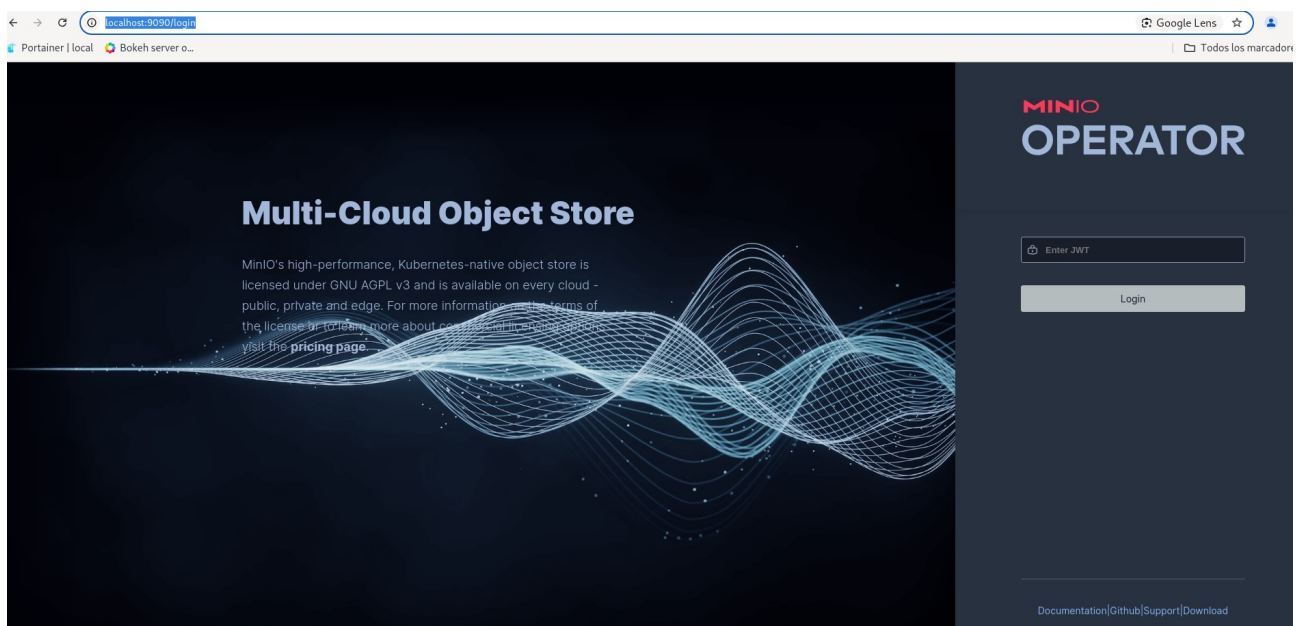 localhost:9090/login
Google Lens
Portainer | local
Bokeh server o...
Todos los marcadore
MINIO
OPERATOR
Multi-Cloud Object Store
MinIO's high-performance, Kubernetes-native object store is
licensed under GNU AGPL v3 and is available on every cloud -
public, private and edge. For more information on the terms of
the license or to learn more about commercial licensing options
visit the pricing page.
Enter JWT
Login
Documentation|Github|Support|Download